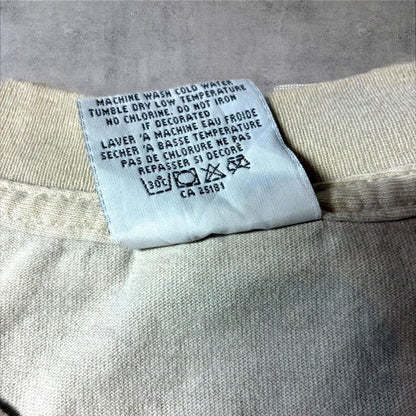 MACHINE WASH COLD WATER
TUMBLE DRY LOW TEMPERATURE
NO CHLORINE. DO NOT IRON
IF DECORATED
LAVER 'A MACHINE EAU FROIDE
SECHER 'A BASSE TEMPERATURE
PAS DE CHLORURE NE PAS
REPASSER SI DECORE
30°C
CA 25181